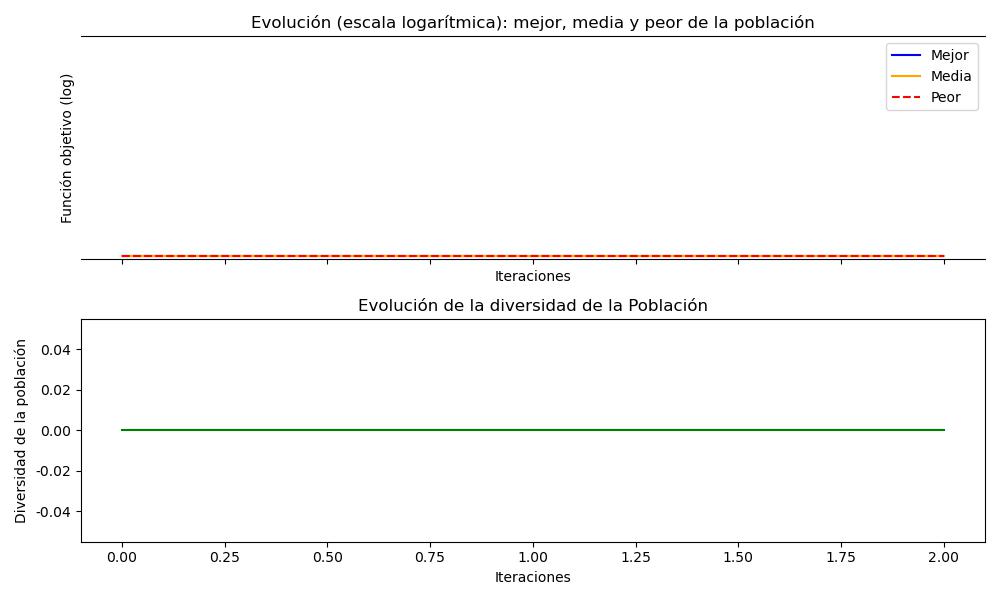 Evolución (escala logarítmica): mejor, media y peor de la población
Función objetivo (log)
Mejor
Media
Peor
Iteraciones
Evolución de la diversidad de la Población
Diversidad de la población
0.04
0.02
0.00
-0.02
-0.04
0.00 0.25 0.50 0.75 1.00 1.25 1.50 1.75 2.00
Iteraciones